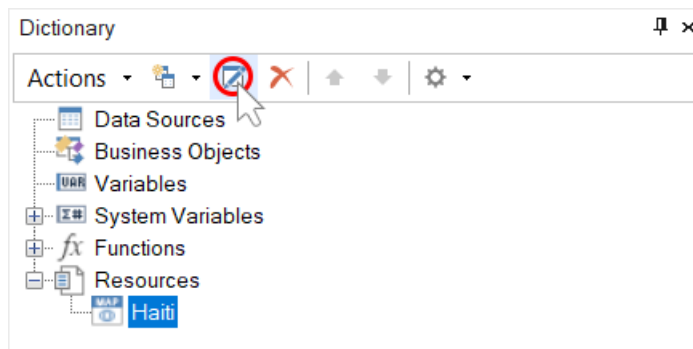 Dictionary
Actions
Data Sources
Business Objects
VAR Variables
Σ# System Variables
fx Functions
Resources
MAP Haiti